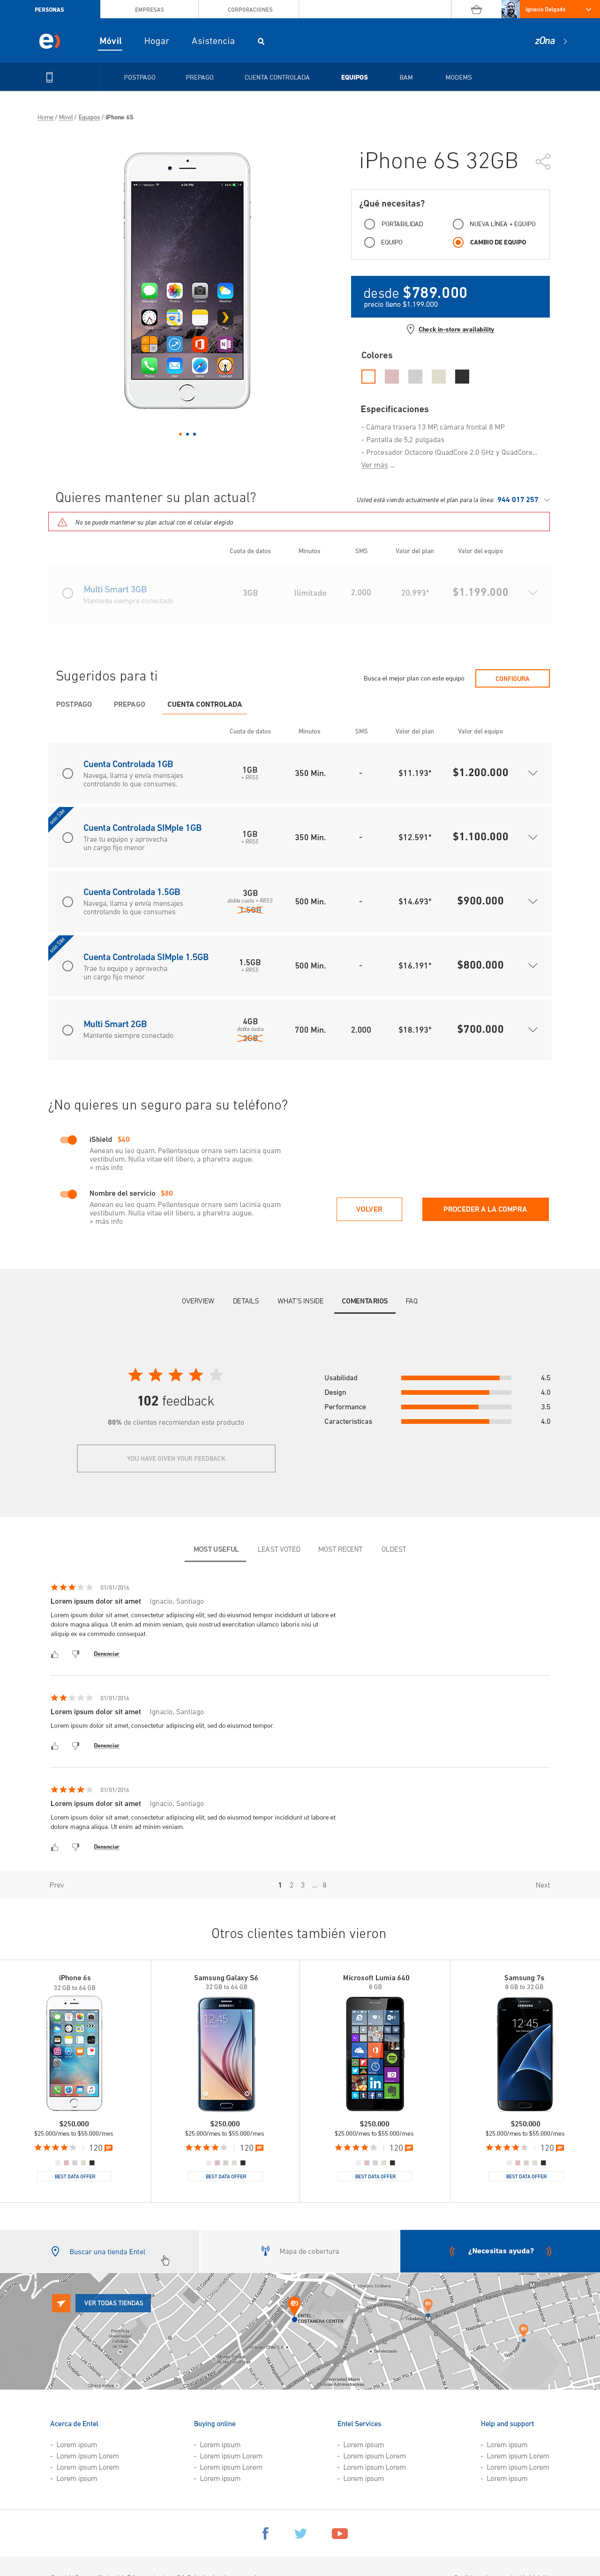 PERSONAS EMPRESAS CORPORACIONES Ignacio Delgado
Móvil Hogar Asistencia zOna
POSTPAGO PREPAGO CUENTA CONTROLADA EQUIPOS BAM MODEMS
Home / Móvil / Equipos / iPhone 6S
iPhone 6S 32GB
¿Qué necesitas?
PORTABILIDAD NUEVA LÍNEA + EQUIPO
EQUIPO CAMBIO DE EQUIPO
desde $789.000
precio lleno $1.199.000
Check in-store availability
Colores
Especificaciones
- Cámara trasera 13 MP, cámara frontal 8 MP
- Pantalla de 5,2 pulgadas
- Procesador Octacore (QuadCore 2.0 GHz y QuadCore...
Ver más ...
Quieres mantener su plan actual?
Usted está viendo actualmente el plan para la línea: 944 017 257
No se puede mantener su plan actual con el celular elegido
Cuota de datos Minutos SMS Valor del plan Valor del equipo
Multi Smart 3GB
Mantente siempre conectado
3GB Ilimitado 2.000 20.993* $1.199.000
Sugeridos para ti
Busca el mejor plan con este equipo CONFIGURA
POSTPAGO PREPAGO CUENTA CONTROLADA
Cuota de datos Minutos SMS Valor del plan Valor del equipo
Cuenta Controlada 1GB
Navega, llama y envía mensajes
controlando lo que consumes.
1GB
+ RRSS
350 Min. - $11.193* $1.200.000
Solo SIM
Cuenta Controlada SIMple 1GB
Trae tu equipo y aprovecha
un cargo fijo menor
1GB
+ RRSS
350 Min. - $12.591* $1.100.000
Cuenta Controlada 1.5GB
Navega, llama y envía mensajes
controlando lo que consumes
3GB
doble cuota + RRSS
1.5GB
500 Min. - $14.693* $900.000
Solo SIM
Cuenta Controlada SIMple 1.5GB
Trae tu equipo y aprovecha
un cargo fijo menor
1.5GB
+ RRSS
500 Min. - $16.191* $800.000
Multi Smart 2GB
Mantente siempre conectado
4GB
doble cuota
2GB
700 Min. 2.000 $18.193* $700.000
¿No quieres un seguro para su teléfono?
iShield $40
Aenean eu leo quam. Pellentesque ornare sem lacinia quam
vestibulum. Nulla vitae elit libero, a pharetra augue.
> más info
Nombre del servicio $80
Aenean eu leo quam. Pellentesque ornare sem lacinia quam
vestibulum. Nulla vitae elit libero, a pharetra augue.
> más info
VOLVER PROCEDER A LA COMPRA
OVERVIEW DETAILS WHAT'S INSIDE COMENTARIOS FAQ
102 feedback
80% de clientes recomiendan este producto
YOU HAVE GIVEN YOUR FEEDBACK
Usabilidad 4.5
Design 4.0
Performance 3.5
Características 4.0
MOST USEFUL LEAST VOTED MOST RECENT OLDEST
01/01/2016
Lorem ipsum dolor sit amet Ignacio, Santiago
Lorem ipsum dolor sit amet, consectetur adipiscing elit, sed do eiusmod tempor incididunt ut labore et
dolore magna aliqua. Ut enim ad minim veniam, quis nostrud exercitation ullamco laboris nisi ut
aliquip ex ea commodo consequat.
Denunciar
01/01/2016
Lorem ipsum dolor sit amet Ignacio, Santiago
Lorem ipsum dolor sit amet, consectetur adipiscing elit, sed do eiusmod tempor.
Denunciar
01/01/2016
Lorem ipsum dolor sit amet Ignacio, Santiago
Lorem ipsum dolor sit amet, consectetur adipiscing elit, sed do eiusmod tempor incididunt ut labore et
dolore magna aliqua. Ut enim ad minim veniam.
Denunciar
Prev 1 2 3 ... 8 Next
Otros clientes también vieron
iPhone 6s
32 GB to 64 GB
$250.000
$25.000/mes to $55.000/mes
120
BEST DATA OFFER
Samsung Galaxy S6
32 GB to 64 GB
12:45
$250.000
$25.000/mes to $55.000/mes
120
BEST DATA OFFER
Microsoft Lumia 640
8 GB
$250.000
$25.000/mes to $55.000/mes
120
BEST DATA OFFER
Samsung 7s
8 GB to 32 GB
12:45
$250.000
$25.000/mes to $55.000/mes
120
BEST DATA OFFER
Buscar una tienda Entel Mapa de cobertura ¿Necesitas ayuda?
VER TODAS TIENDAS
ENTEL
COSTANERA CENTER
Acerca de Entel
- Lorem ipsum
- Lorem ipsum Lorem
- Lorem ipsum Lorem
- Lorem ipsum
Buying online
- Lorem ipsum
- Lorem ipsum Lorem
- Lorem ipsum Lorem
- Lorem ipsum
Entel Services
- Lorem ipsum
- Lorem ipsum Lorem
- Lorem ipsum Lorem
- Lorem ipsum
Help and support
- Lorem ipsum
- Lorem ipsum Lorem
- Lorem ipsum Lorem
- Lorem ipsum